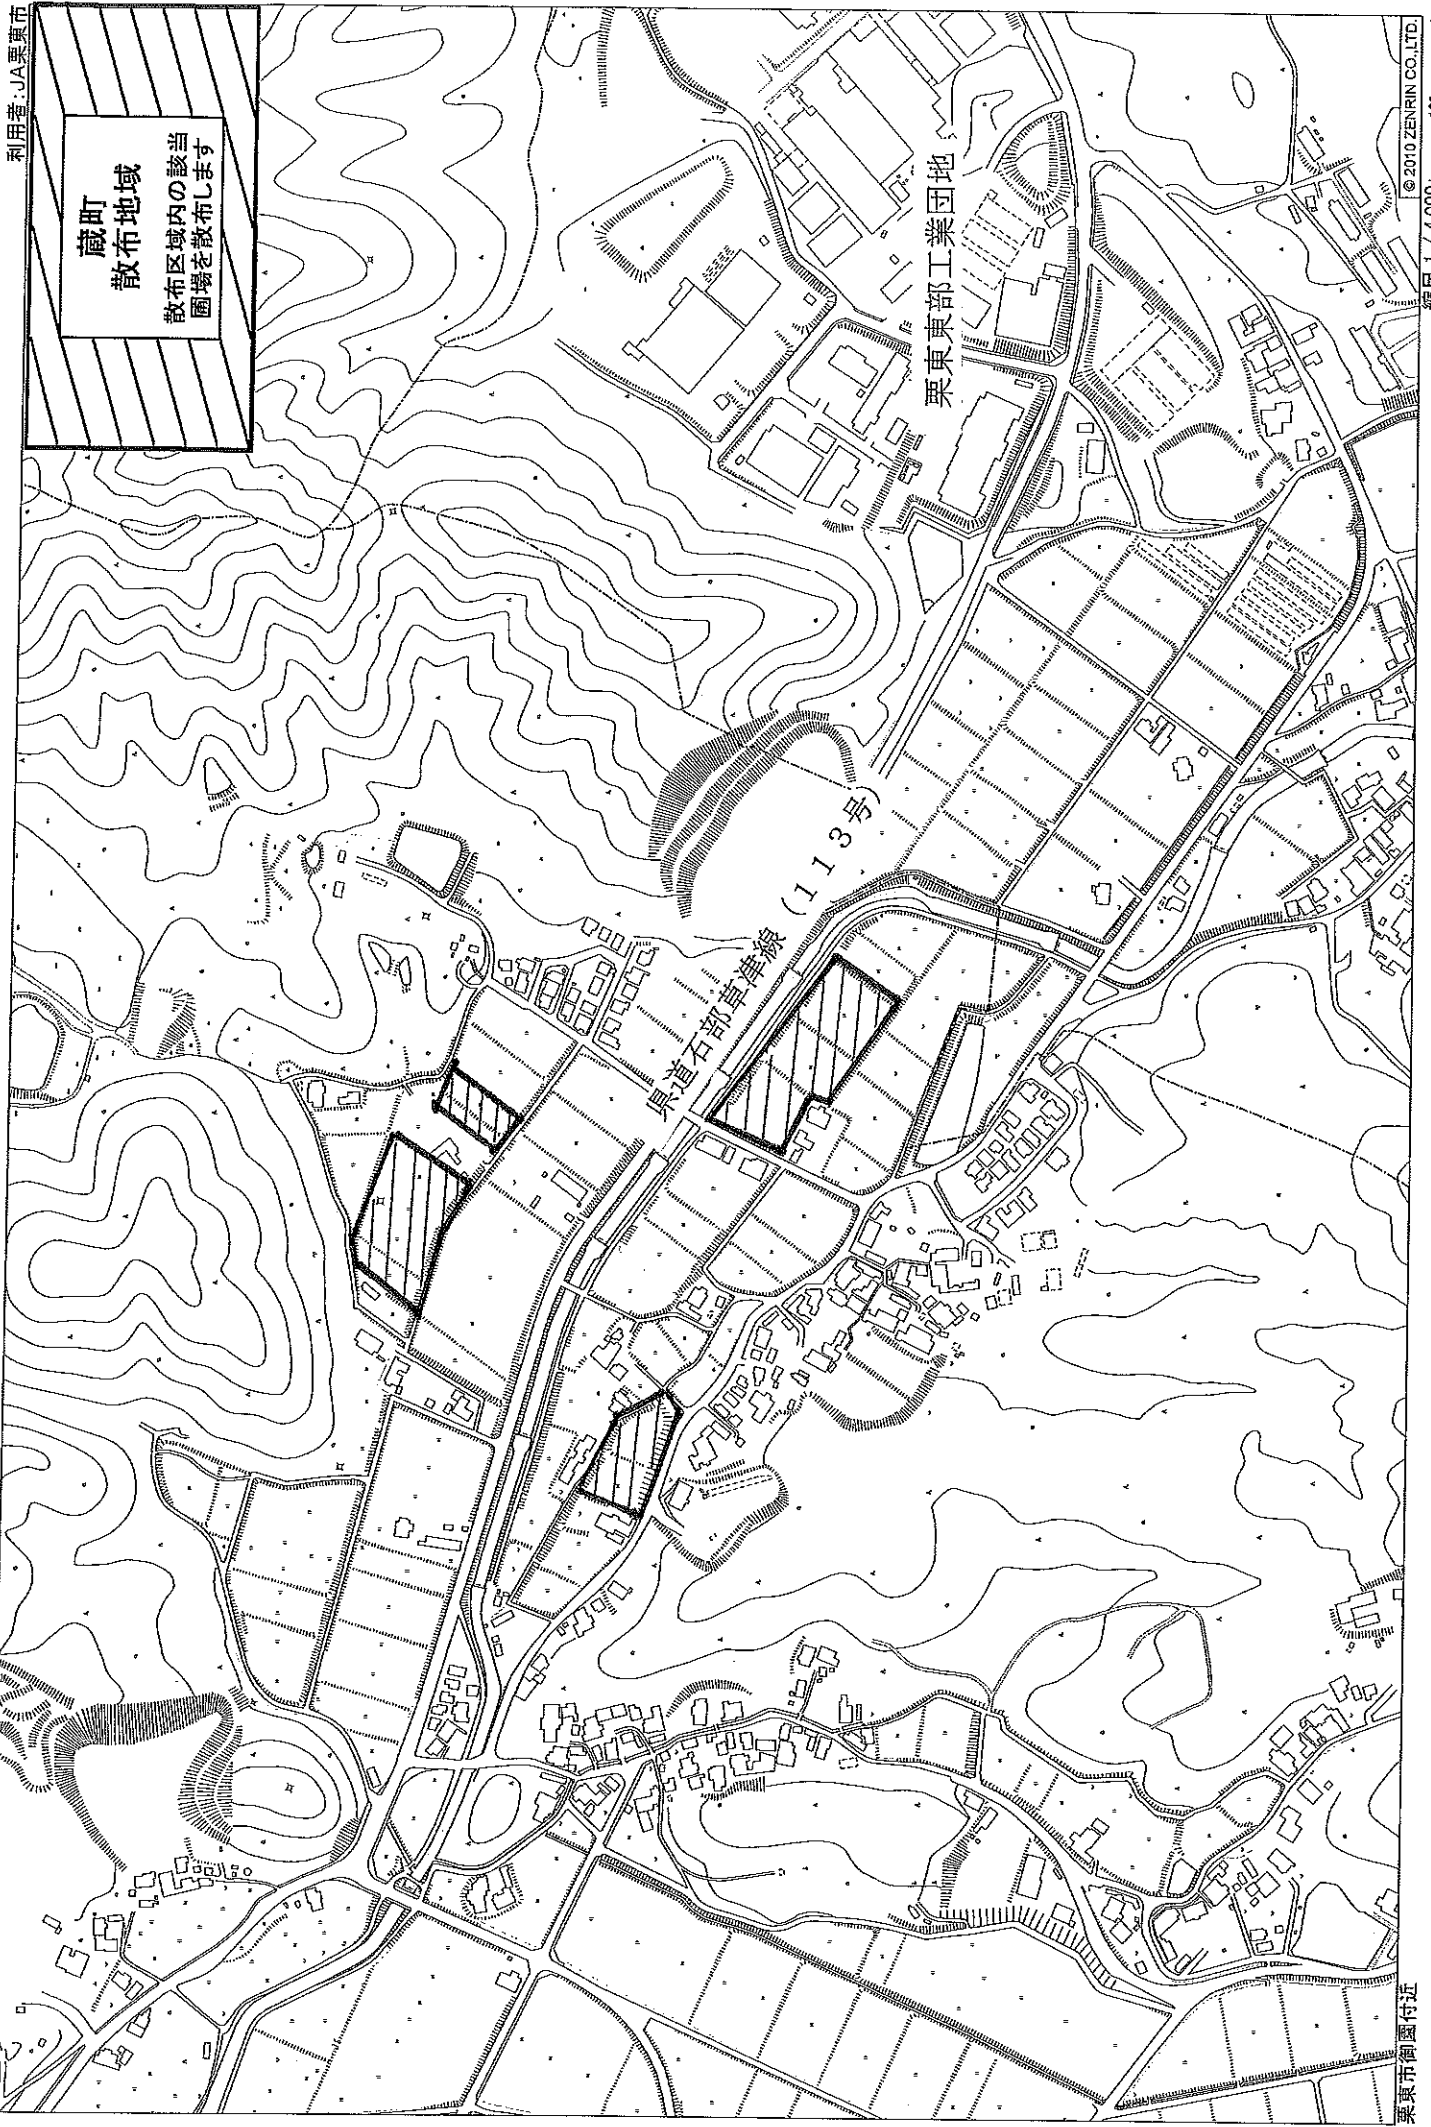 利用者:JA栗東市
蔵町
散布地域
散布区域内の該当
圃場を散布します
栗東東部工業団地
県道石部草津線(113号)
栗東市御園付近
©2010 ZENRIN CO.,LTD.